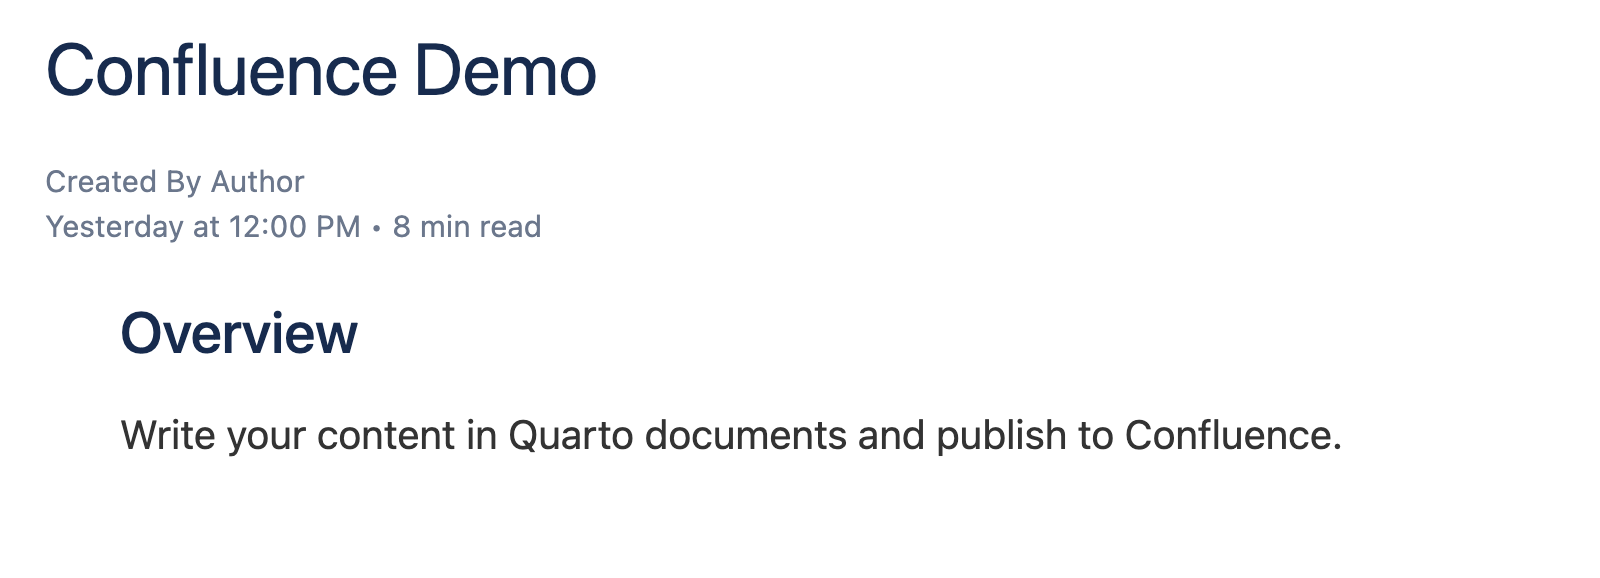 Confluence Demo
Created By Author
Yesterday at 12:00 PM • 8 min read
Overview
Write your content in Quarto documents and publish to Confluence.